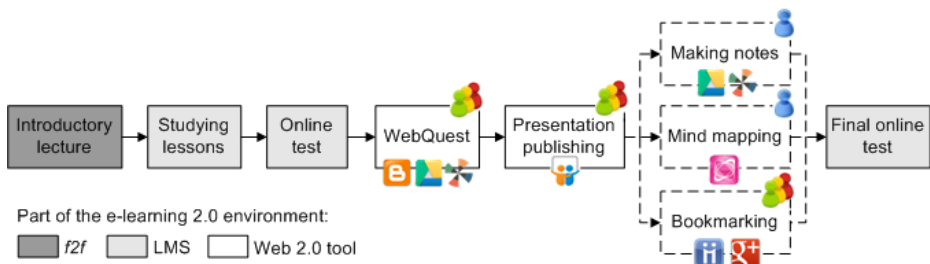 Making notes
Introductory
lecture
Studying
lessons
Online
test
WebQuest
Presentation
publishing
Mind mapping
Final online
test
Bookmarking
Part of the e-learning 2.0 environment:
f2f
LMS
Web 2.0 tool